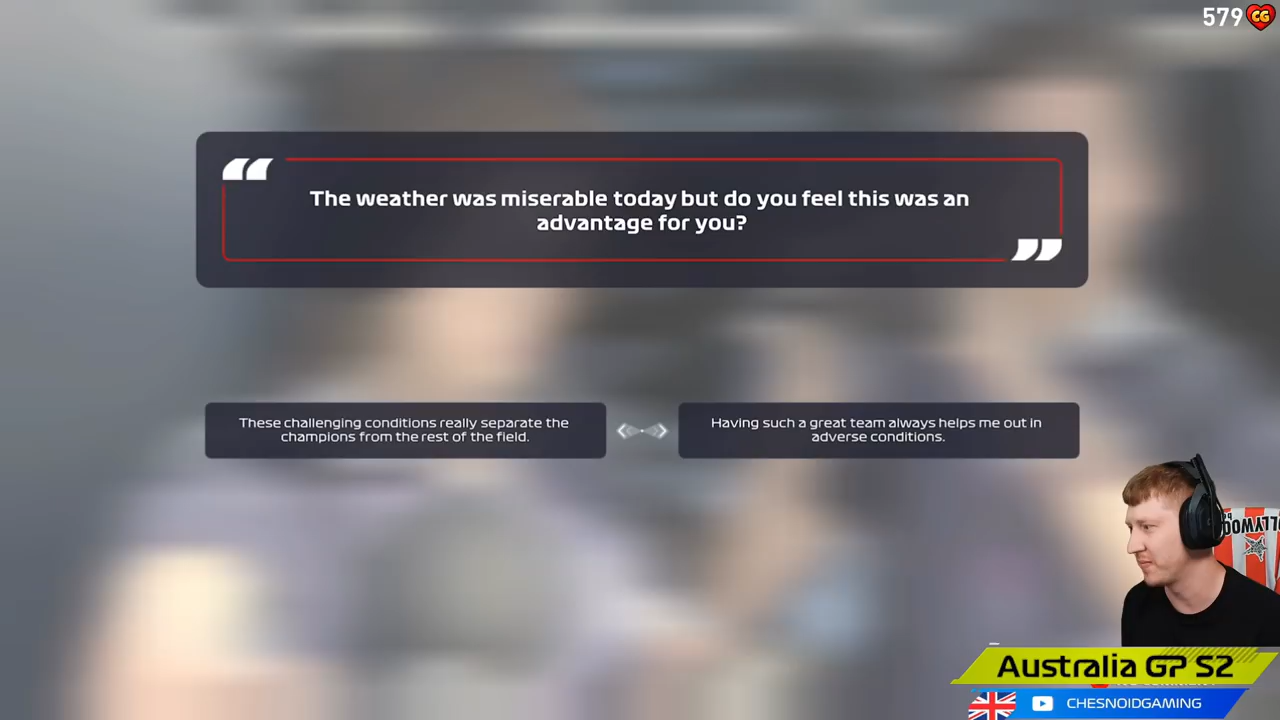 579 CG
The weather was miserable today but do you feel this was an
advantage for you?
These challenging conditions really separate the
champions from the rest of the field.
Having such a great team always helps me out in
adverse conditions.
Australia GP S2
CHESNOIDGAMING